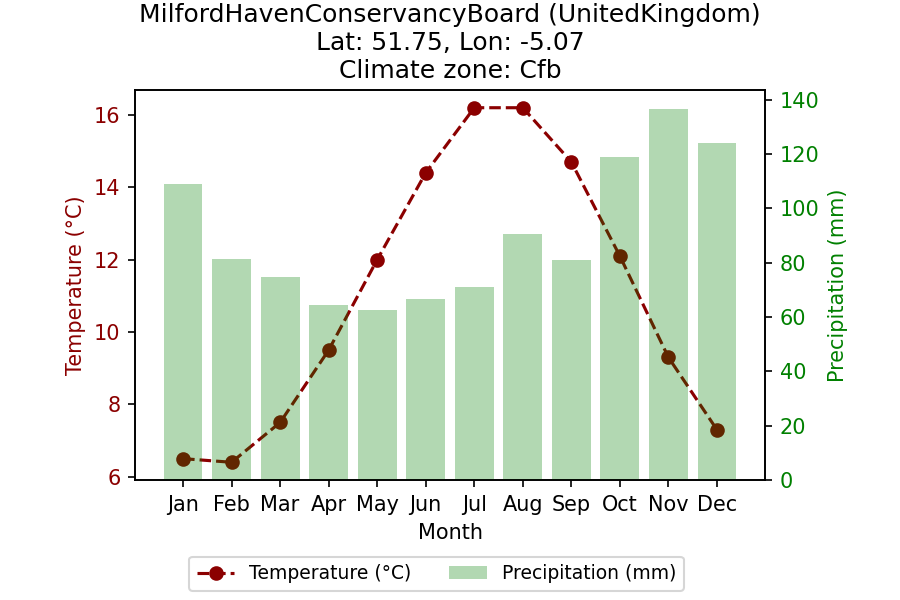 MilfordHavenConservancyBoard (UnitedKingdom)
Lat: 51.75, Lon: -5.07
Climate zone: Cfb
Temperature (°C)
16
14
12
10
8
6
Precipitation (mm)
140
120
100
80
60
40
20
0
Jan Feb Mar Apr May Jun Jul Aug Sep Oct Nov Dec
Month
Temperature (°C) Precipitation (mm)